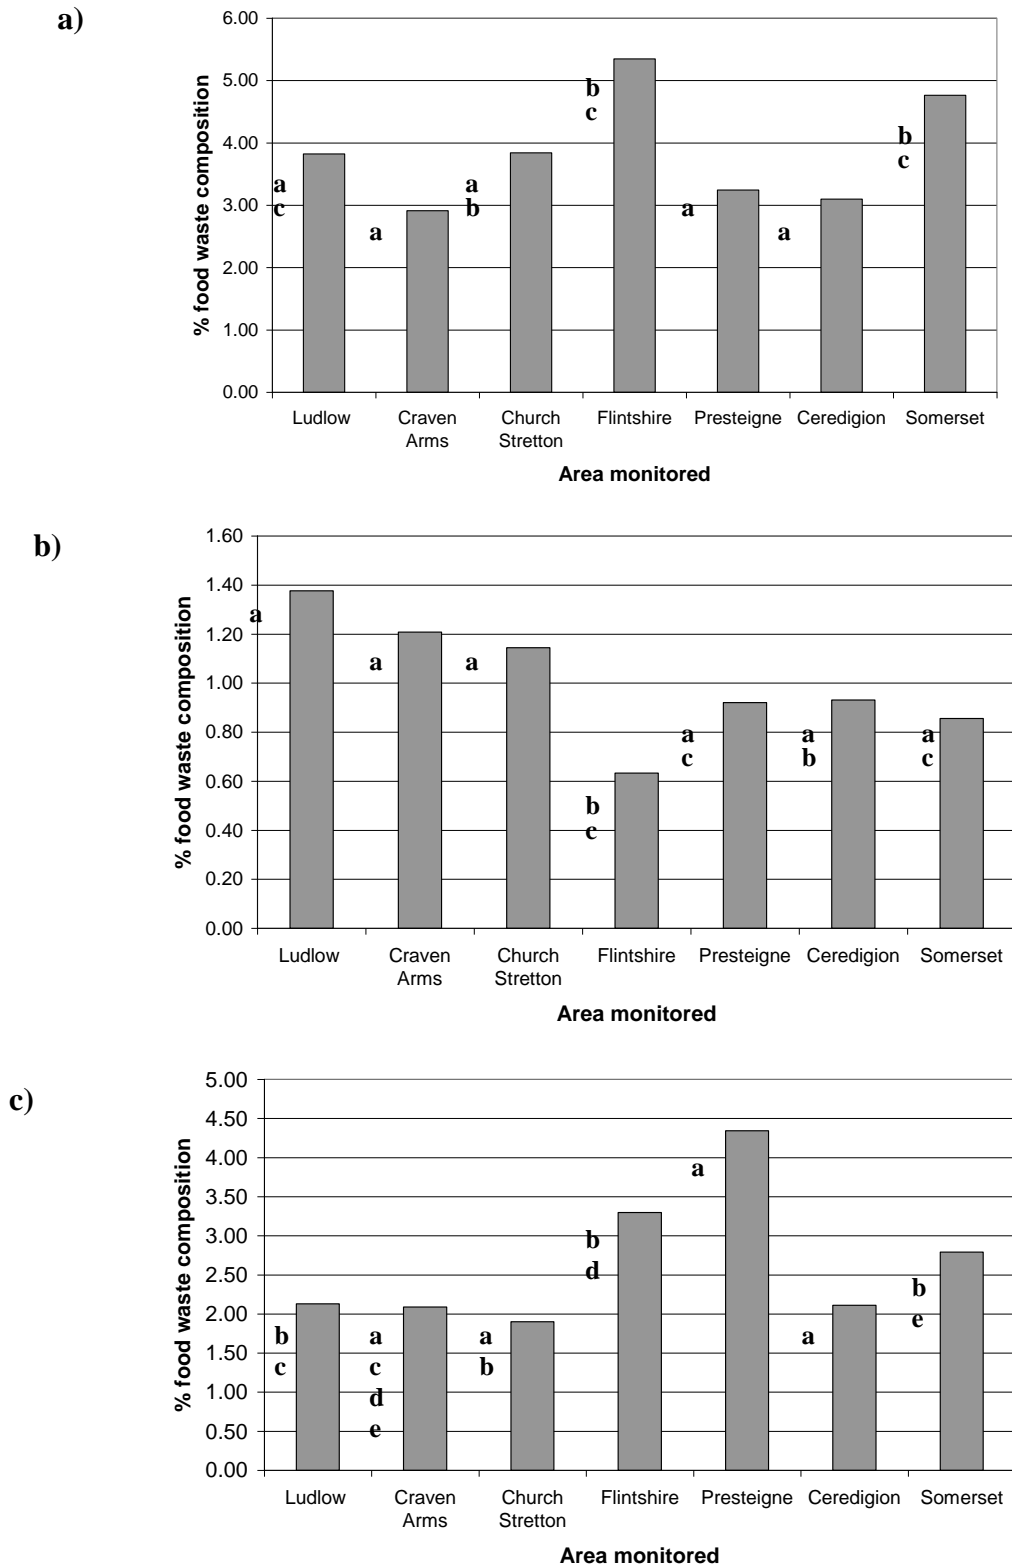 a)
% food waste composition
6.00
5.00
4.00
3.00
2.00
1.00
0.00
a
c
a
a
b
b
c
a
a
b
c
Ludlow
Craven
Arms
Church
Stretton
Flintshire
Presteigne
Ceredigion
Somerset
Area monitored
b)
% food waste composition
1.60
1.40
1.20
1.00
0.80
0.60
0.40
0.20
0.00
a
a
a
b
c
a
c
a
b
a
c
Ludlow
Craven
Arms
Church
Stretton
Flintshire
Presteigne
Ceredigion
Somerset
Area monitored
c)
% food waste composition
5.00
4.50
4.00
3.50
3.00
2.50
2.00
1.50
1.00
0.50
0.00
b
c
a
c
d
e
a
b
b
d
a
a
b
e
Ludlow
Craven
Arms
Church
Stretton
Flintshire
Presteigne
Ceredigion
Somerset
Area monitored